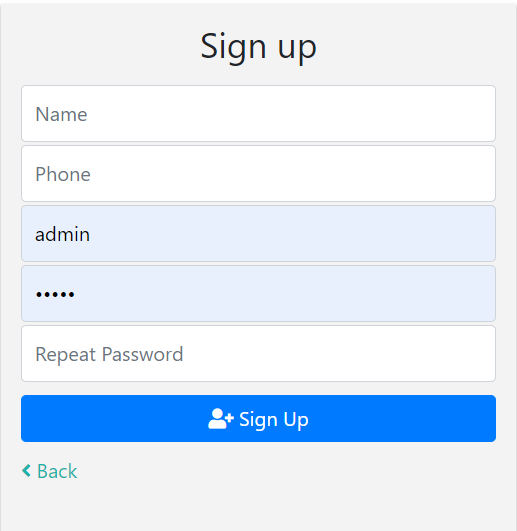 Sign up
Name
Phone
admin
•••••
Repeat Password
Sign Up
Back